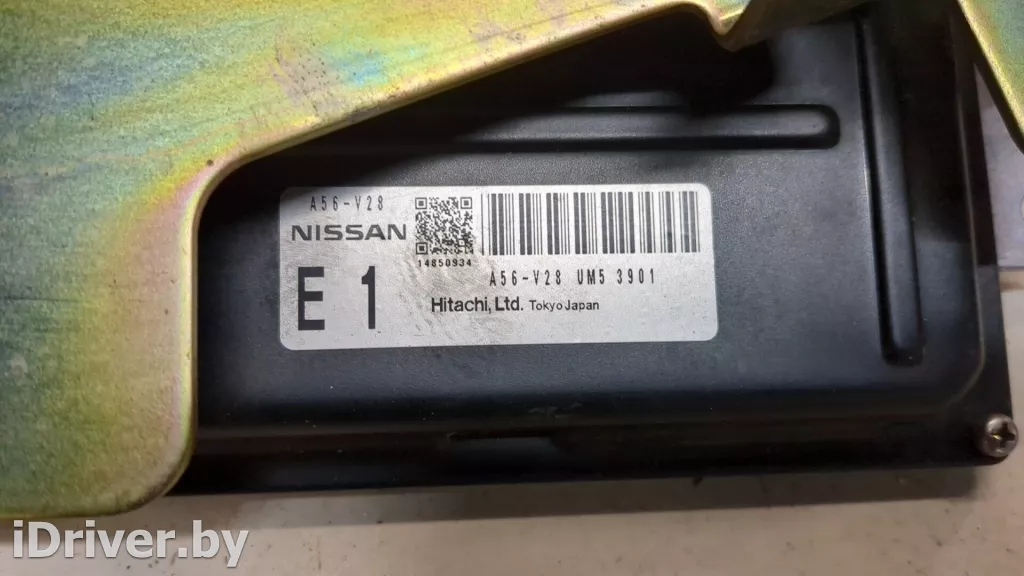 A56-V28
NISSAN
14850934
E 1
A56-V28 UM5 3901
Hitachi, Ltd. Tokyo Japan
iDriver.by